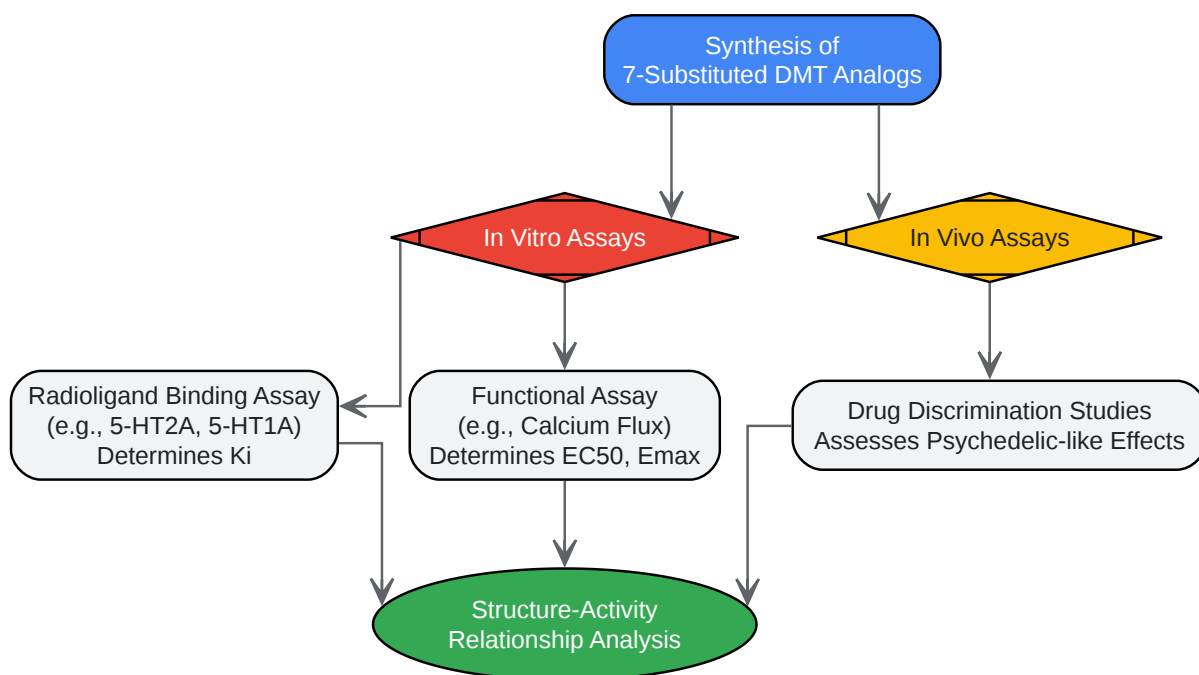 Synthesis of
7-Substituted DMT Analogs
In Vitro Assays
In Vivo Assays
Radioligand Binding Assay
(e.g., 5-HT2A, 5-HT1A)
Determines Ki
Functional Assay
(e.g., Calcium Flux)
Determines EC50, Emax
Drug Discrimination Studies
Assesses Psychedelic-like Effects
Structure-Activity
Relationship Analysis